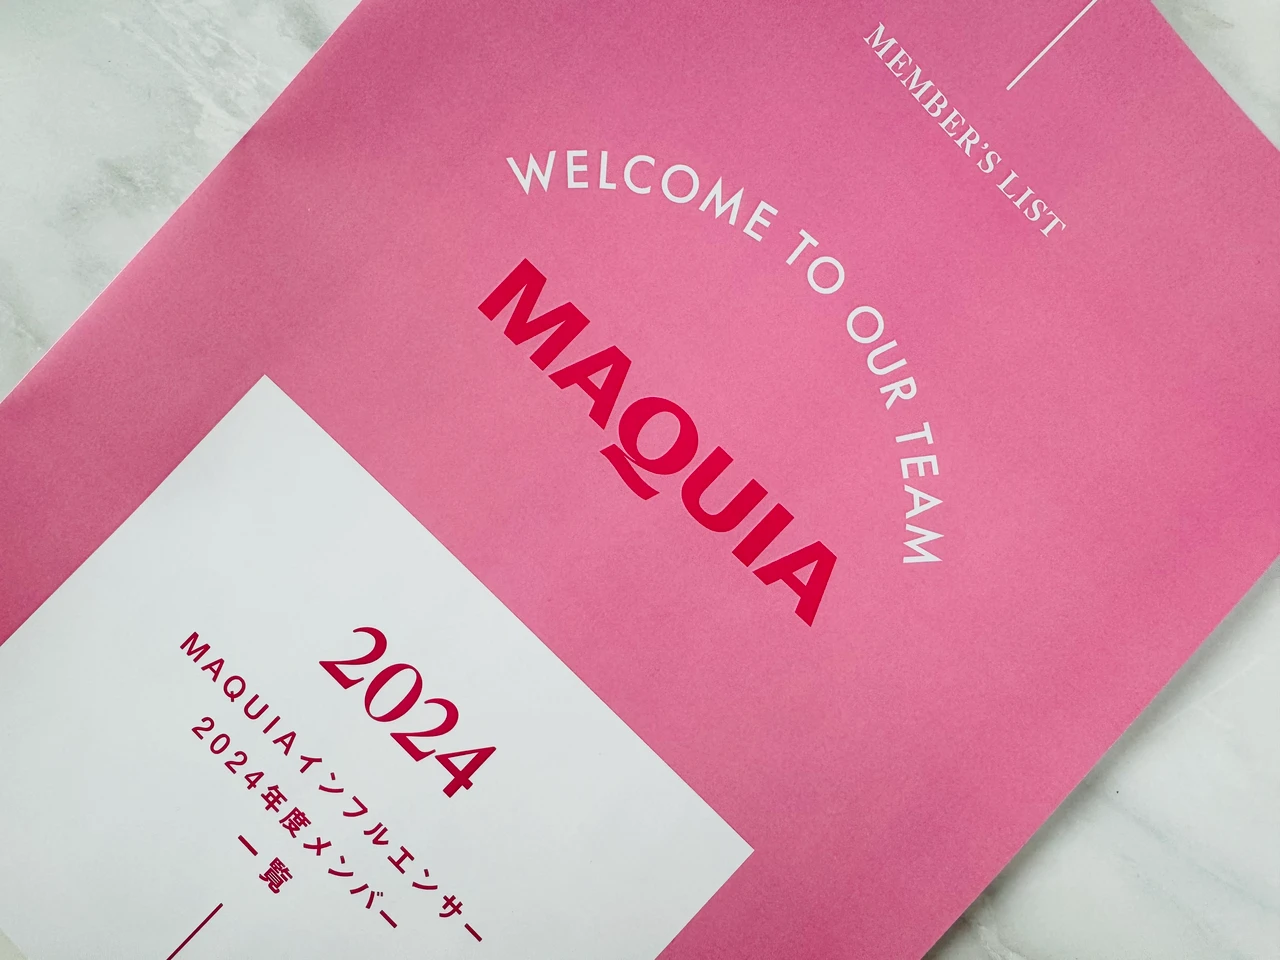 MEMBER'S LIST
WELCOME TO OUR TEAM
MAQUIA
2024
MAQUIAインフルエンサー
2024年度メンバー
一覧